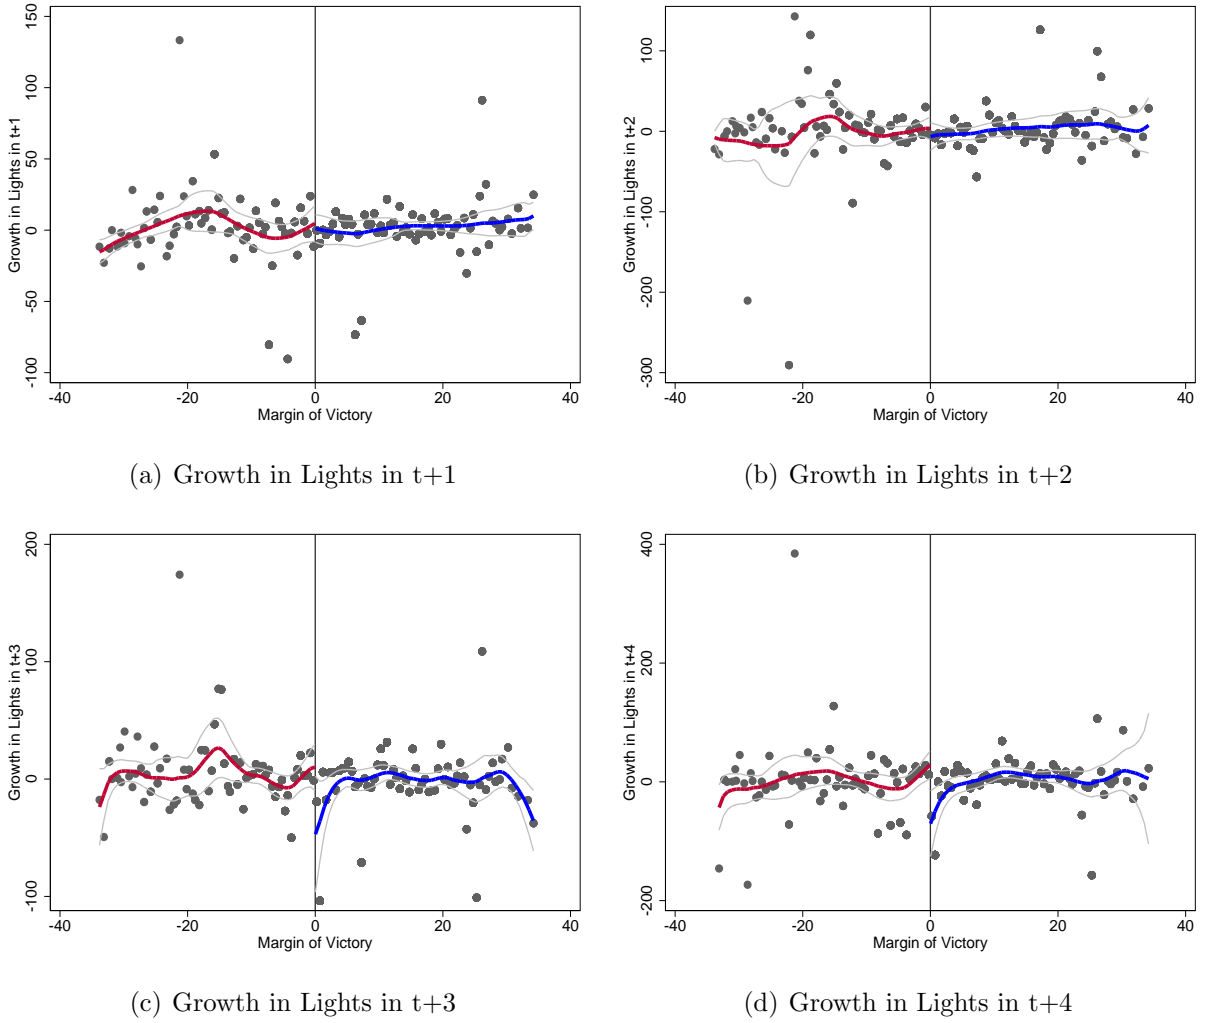 150
100
50
0
-50
-100
Growth in Lights in t+1
-40 -20 0 20 40
Margin of Victory
(a) Growth in Lights in t+1
100
0
-100
-200
-300
Growth in Lights in t+2
-40 -20 0 20 40
Margin of Victory
(b) Growth in Lights in t+2
200
100
0
-100
Growth in Lights in t+3
-40 -20 0 20 40
Margin of Victory
(c) Growth in Lights in t+3
400
200
0
-200
Growth in Lights in t+4
-40 -20 0 20 40
Margin of Victory
(d) Growth in Lights in t+4